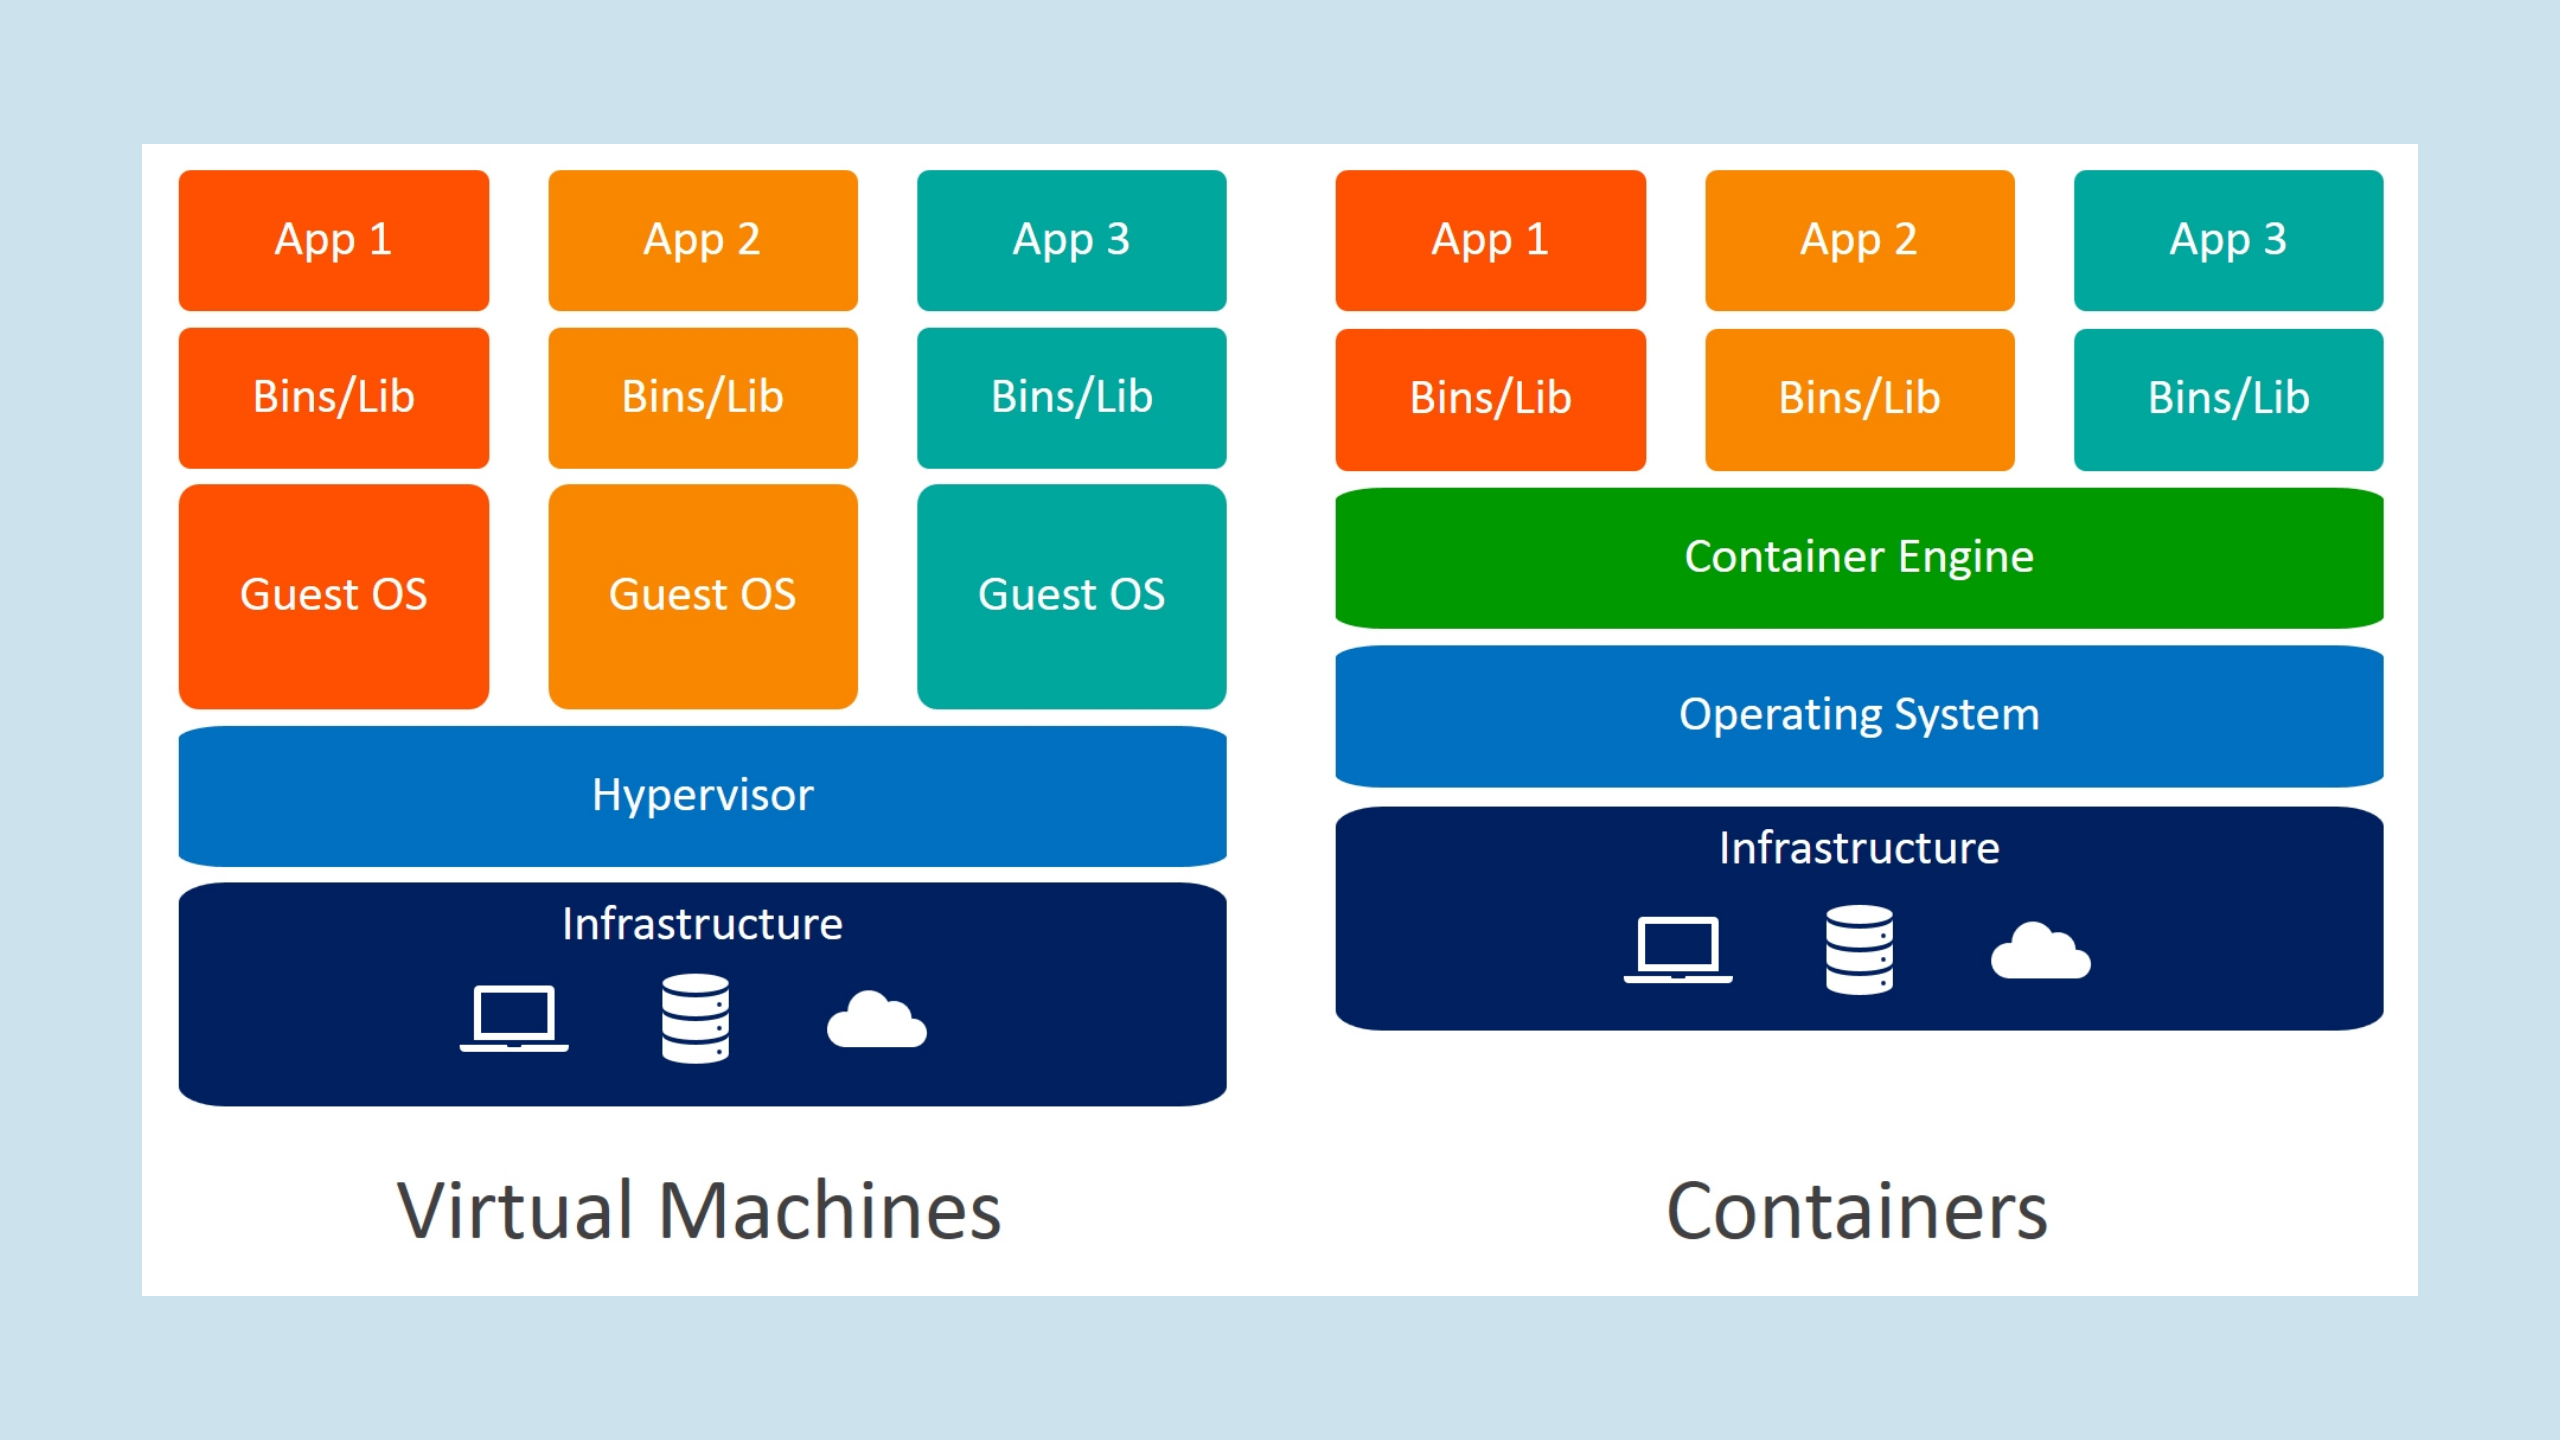 App 1
App 2
App 3
Bins/Lib
Bins/Lib
Bins/Lib
Guest OS
Guest OS
Guest OS
Hypervisor
Infrastructure
Virtual Machines
App 1
App 2
App 3
Bins/Lib
Bins/Lib
Bins/Lib
Container Engine
Operating System
Infrastructure
Containers